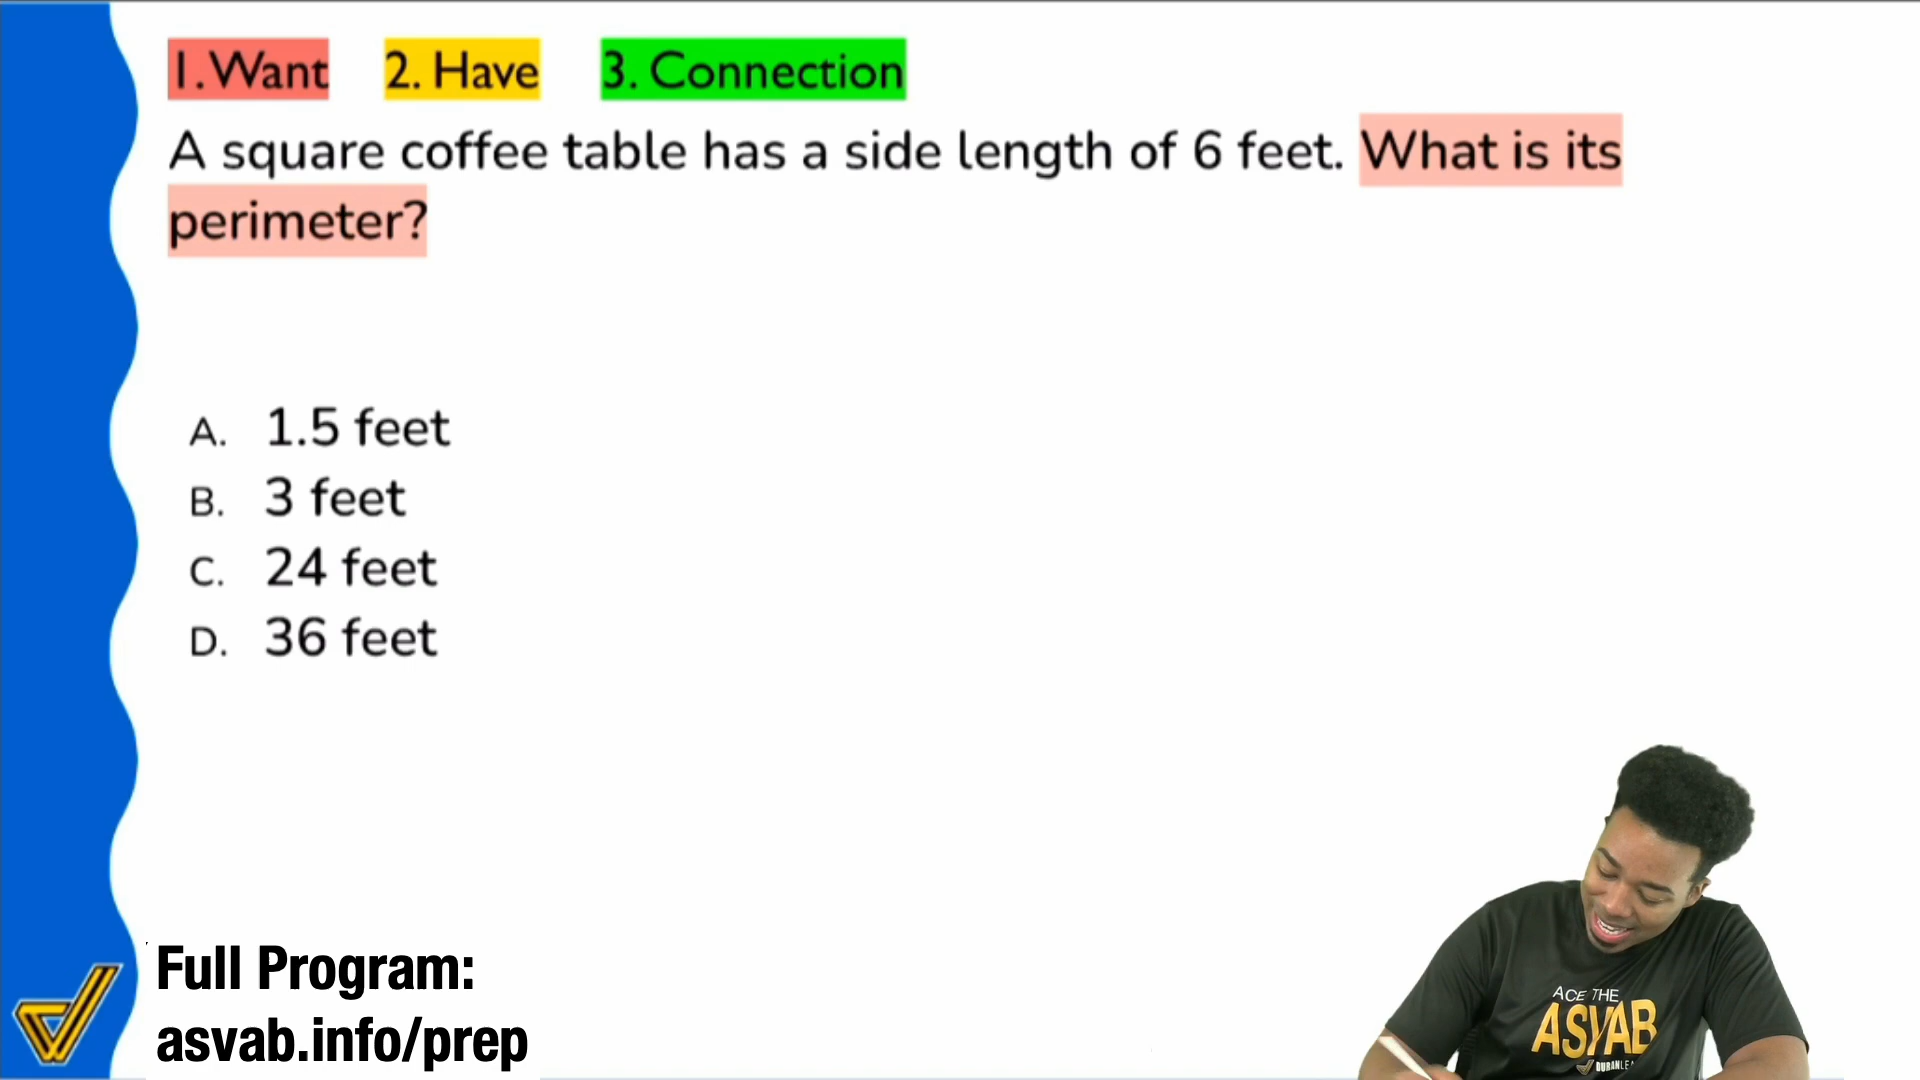 1. Want 2. Have 3. Connection
A square coffee table has a side length of 6 feet. What is its
perimeter?
A. 1.5 feet
B. 3 feet
C. 24 feet
D. 36 feet
Full Program:
asvab.info/prep
ACE THE
ASVAB